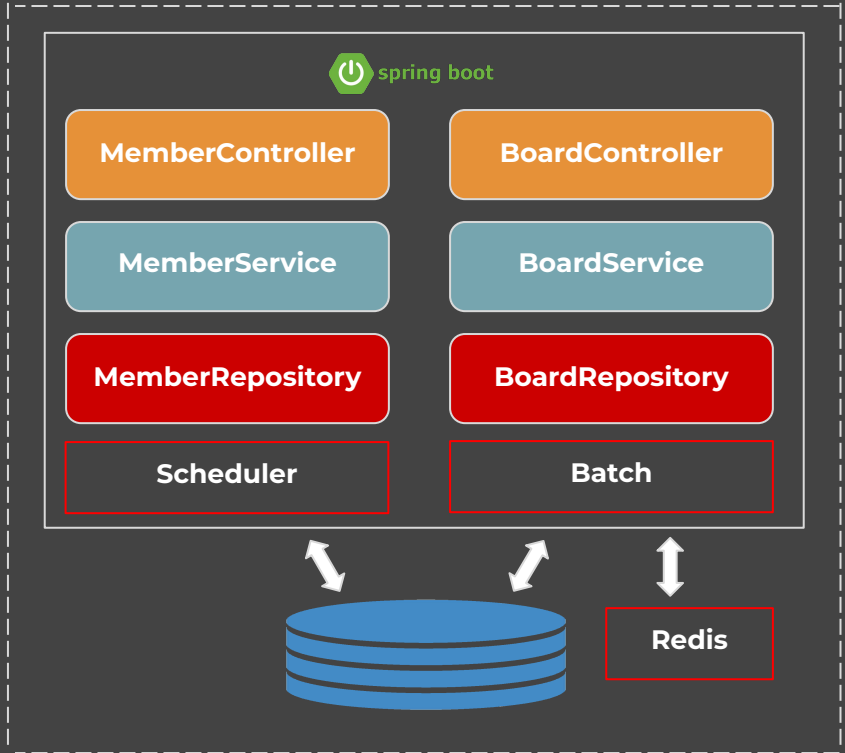 spring boot
MemberController
BoardController
MemberService
BoardService
MemberRepository
BoardRepository
Scheduler
Batch
Redis